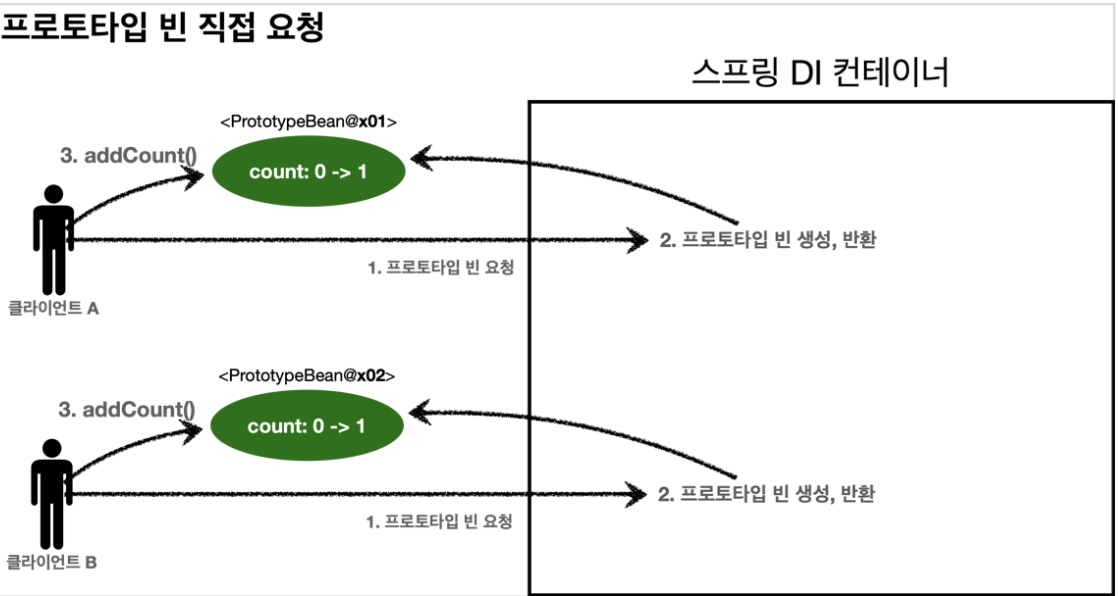 프로토타입 빈 직접 요청
스프링 DI 컨테이너
<PrototypeBean@x01>
3. addCount()
count: 0 -> 1
2. 프로토타입 빈 생성, 반환
1. 프로토타입 빈 요청
클라이언트 A
<PrototypeBean@x02>
3. addCount()
count: 0 -> 1
2. 프로토타입 빈 생성, 반환
1. 프로토타입 빈 요청
클라이언트 B